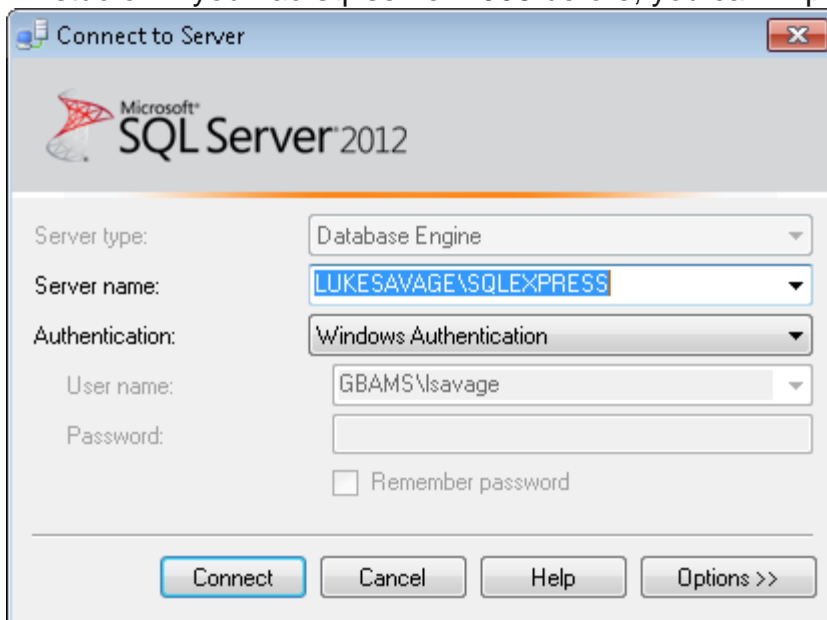 Connect to Server
Microsoft®
SQL Server® 2012
Server type: Database Engine
Server name: LUKESAVAGE\SQLEXPRESS
Authentication: Windows Authentication
User name: GBAMS\lsavage
Password:
Remember password
Connect Cancel Help Options >>